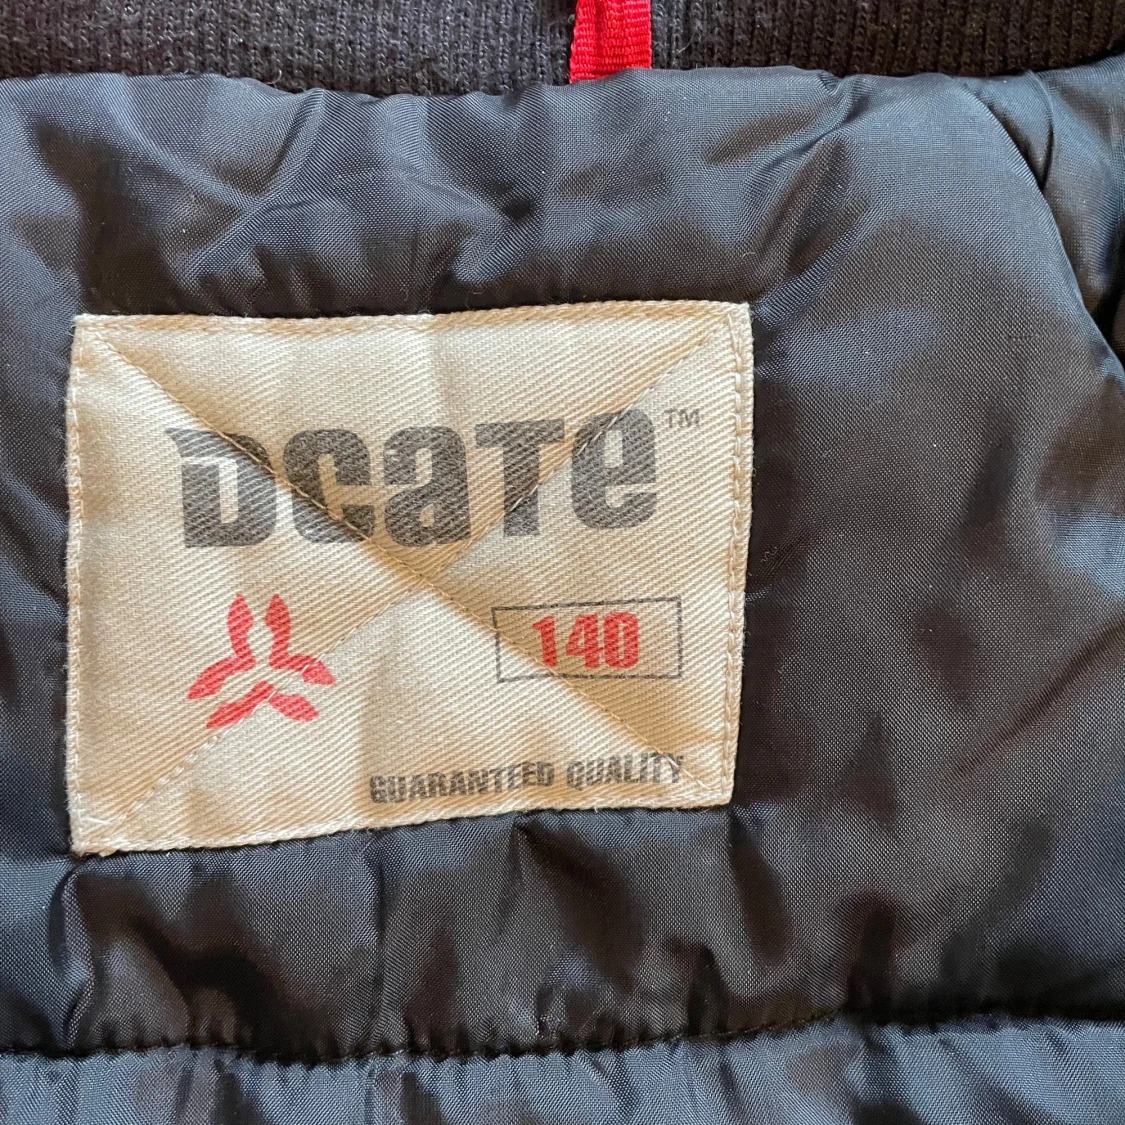 DCATE™
140
GUARANTEED QUALITY